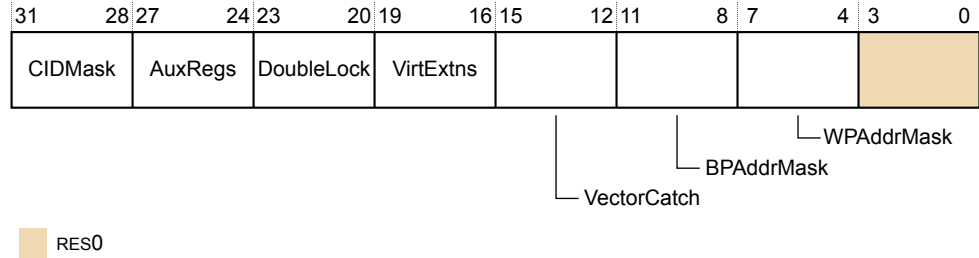 31 28 27 24 23 20 19 16 15 12 11 8 7 4 3 0
CIDMask AuxRegs DoubleLock VirtExtns
WPAddrMask
BPAddrMask
VectorCatch
RES0